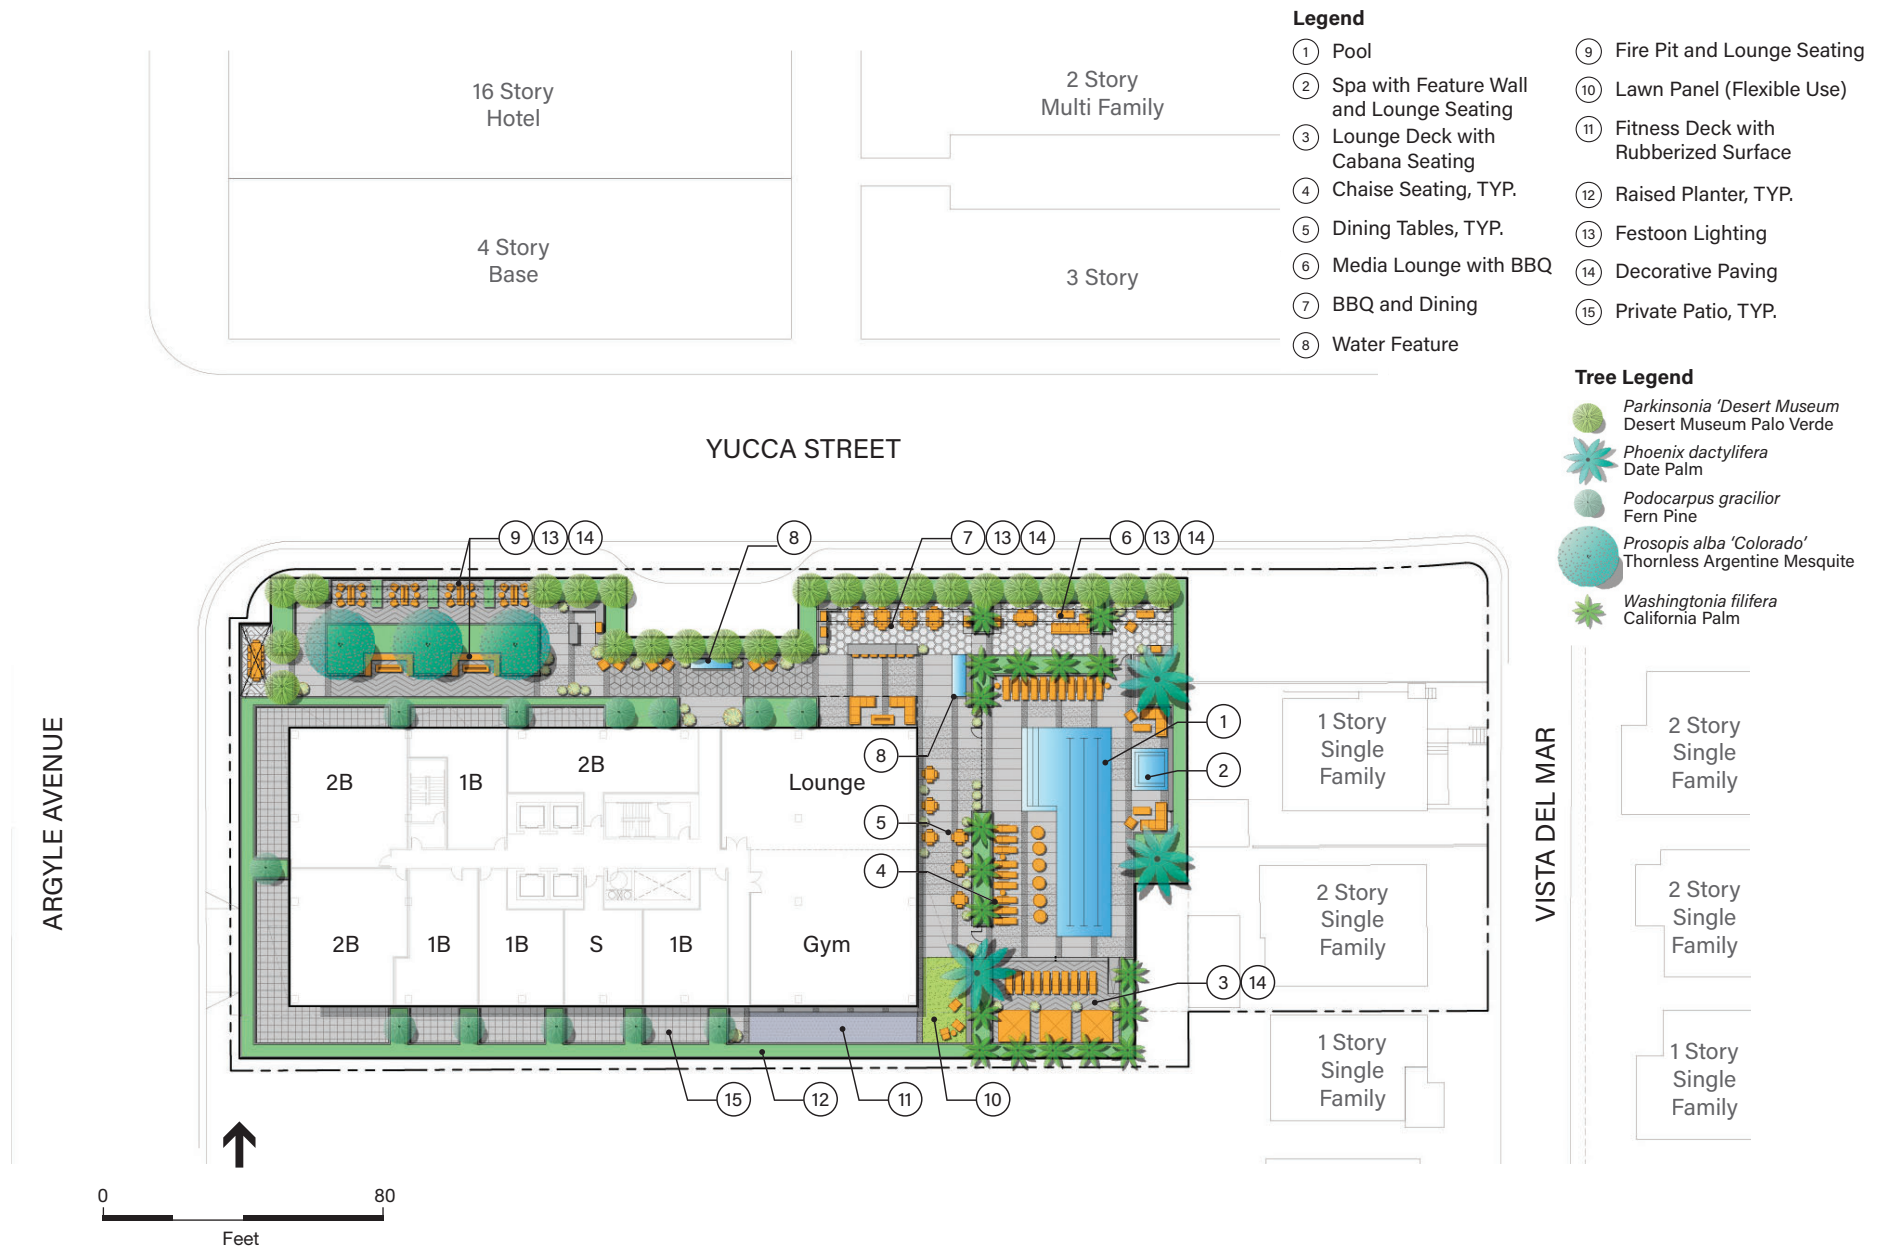 Legend
1 Pool
2 Spa with Feature Wall
and Lounge Seating
3 Lounge Deck with
Cabana Seating
4 Chaise Seating, TYP.
5 Dining Tables, TYP.
6 Media Lounge with BBQ
7 BBQ and Dining
8 Water Feature
9 Fire Pit and Lounge Seating
10 Lawn Panel (Flexible Use)
11 Fitness Deck with
Rubberized Surface
12 Raised Planter, TYP.
13 Festoon Lighting
14 Decorative Paving
15 Private Patio, TYP.
Tree Legend
Parkinsonia ‘Desert Museum
Desert Museum Palo Verde
Phoenix dactylifera
Date Palm
Podocarpus gracilior
Fern Pine
Prosopis alba ‘Colorado’
Thornless Argentine Mesquite
Washingtonia filifera
California Palm
16 Story
Hotel
2 Story
Multi Family
4 Story
Base
3 Story
YUCCA STREET
9 13 14
8
7 13 14
6 13 14
ARGYLE AVENUE
VISTA DEL MAR
1
8
2
5
4
3 14
2B
1B
2B
Lounge
2B
1B
1B
S
1B
Gym
15
12
11
10
1 Story
Single
Family
2 Story
Single
Family
1 Story
Single
Family
2 Story
Single
Family
2 Story
Single
Family
1 Story
Single
Family
0 80
Feet